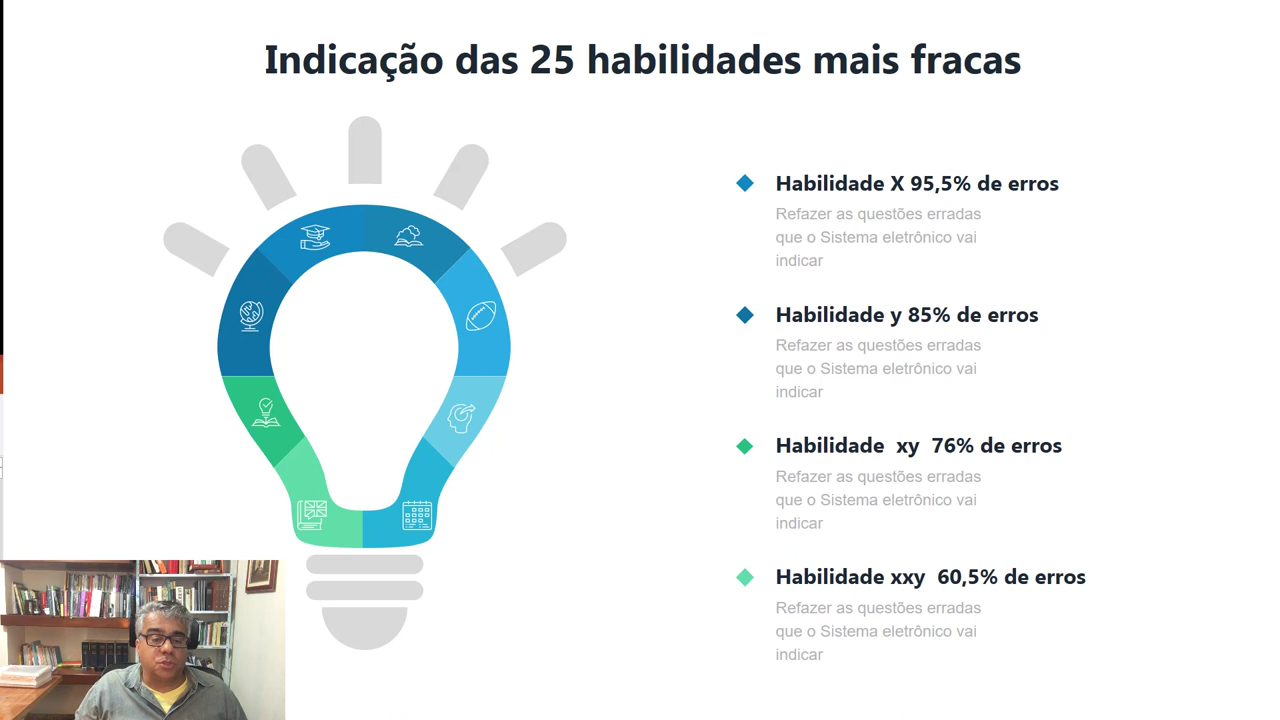 Indicação das 25 habilidades mais fracas
Habilidade X 95,5% de erros
Refazer as questões erradas
que o Sistema eletrônico vai
indicar
Habilidade y 85% de erros
Refazer as questões erradas
que o Sistema eletrônico vai
indicar
Habilidade  xy  76% de erros
Refazer as questões erradas
que o Sistema eletrônico vai
indicar
Habilidade xxy  60,5% de erros
Refazer as questões erradas
que o Sistema eletrônico vai
indicar